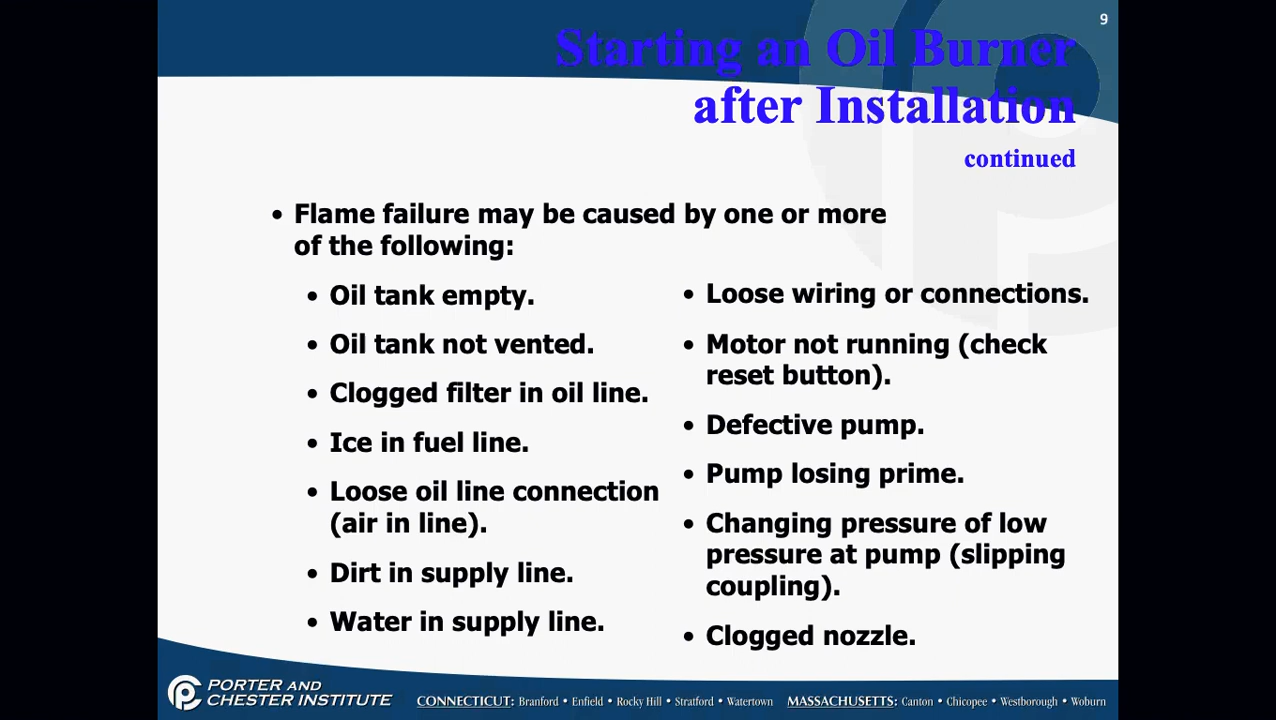 9
Starting an Oil Burner
after Installation
continued
• Flame failure may be caused by one or more
of the following:
• Oil tank empty.
• Oil tank not vented.
• Clogged filter in oil line.
• Ice in fuel line.
• Loose oil line connection
(air in line).
• Dirt in supply line.
• Water in supply line.
• Loose wiring or connections.
• Motor not running (check
reset button).
• Defective pump.
• Pump losing prime.
• Changing pressure of low
pressure at pump (slipping
coupling).
• Clogged nozzle.
PORTER AND
CHESTER INSTITUTE
CONNECTICUT: Branford • Enfield • Rocky Hill • Stratford • Watertown MASSACHUSETTS: Canton • Chicopee • Westborough • Woburn